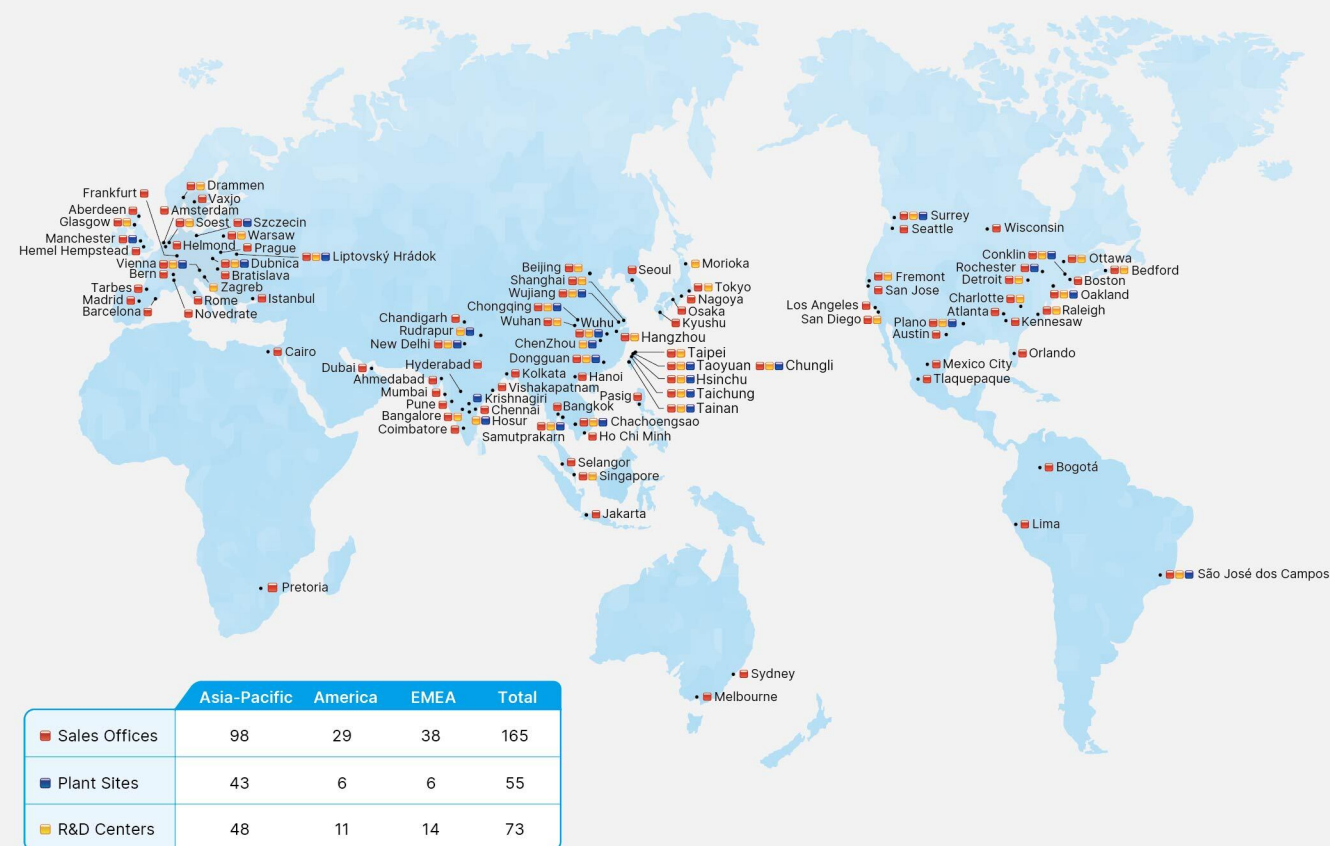 Frankfurt
Drammen
Vaxjo
Aberdeen
Amsterdam
Glasgow
Soest
Szczecin
Manchester
Helmond
Warsaw
Hemel Hempstead
Prague
Liptovský Hrádok
Vienna
Dubnica
Bern
Bratislava
Tarbes
Zagreb
Madrid
Rome
Istanbul
Barcelona
Novedrate
Cairo
Dubai
Pretoria
Chandigarh
Rudrapur
New Delhi
Hyderabad
Ahmedabad
Mumbai
Pune
Bangalore
Coimbatore
Kolkata
Vishakapatnam
Krishnagiri
Chennai
Hosur
Beijing
Shanghai
Wujiang
Chongqing
Wuhan
Wuhu
ChenZhou
Hangzhou
Dongguan
Hanoi
Pasig
Bangkok
Chachoengsao
Samutprakarn
Ho Chi Minh
Selangor
Singapore
Jakarta
Seoul
Morioka
Tokyo
Nagoya
Osaka
Kyushu
Taipei
Taoyuan
Chungli
Hsinchu
Taichung
Tainan
Sydney
Melbourne
Surrey
Seattle
Wisconsin
Conklin
Ottawa
Rochester
Bedford
Detroit
Boston
Fremont
San Jose
Charlotte
Oakland
Los Angeles
Atlanta
Raleigh
San Diego
Plano
Kennesaw
Austin
Orlando
Mexico City
Tlaquepaque
Bogotá
Lima
São José dos Campos
Asia-Pacific America EMEA Total
Sales Offices 98 29 38 165
Plant Sites 43 6 6 55
R&D Centers 48 11 14 73